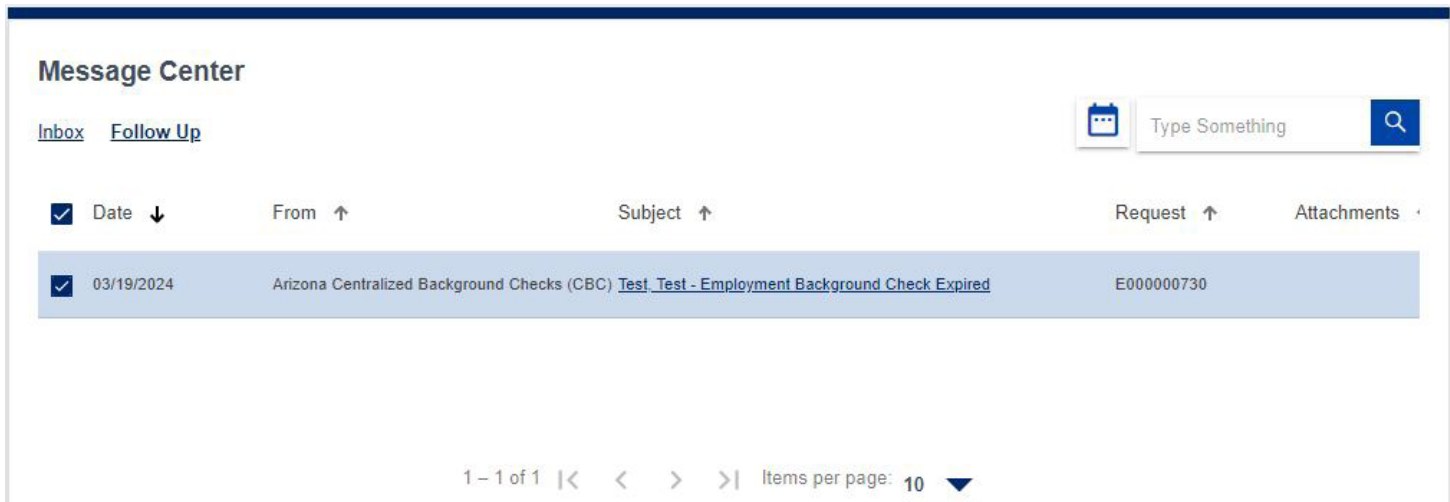 Message Center
Inbox Follow Up
Type Something
Date From Subject Request Attachments
03/19/2024 Arizona Centralized Background Checks (CBC) Test, Test - Employment Background Check Expired E000000730
1 – 1 of 1 Items per page: 10